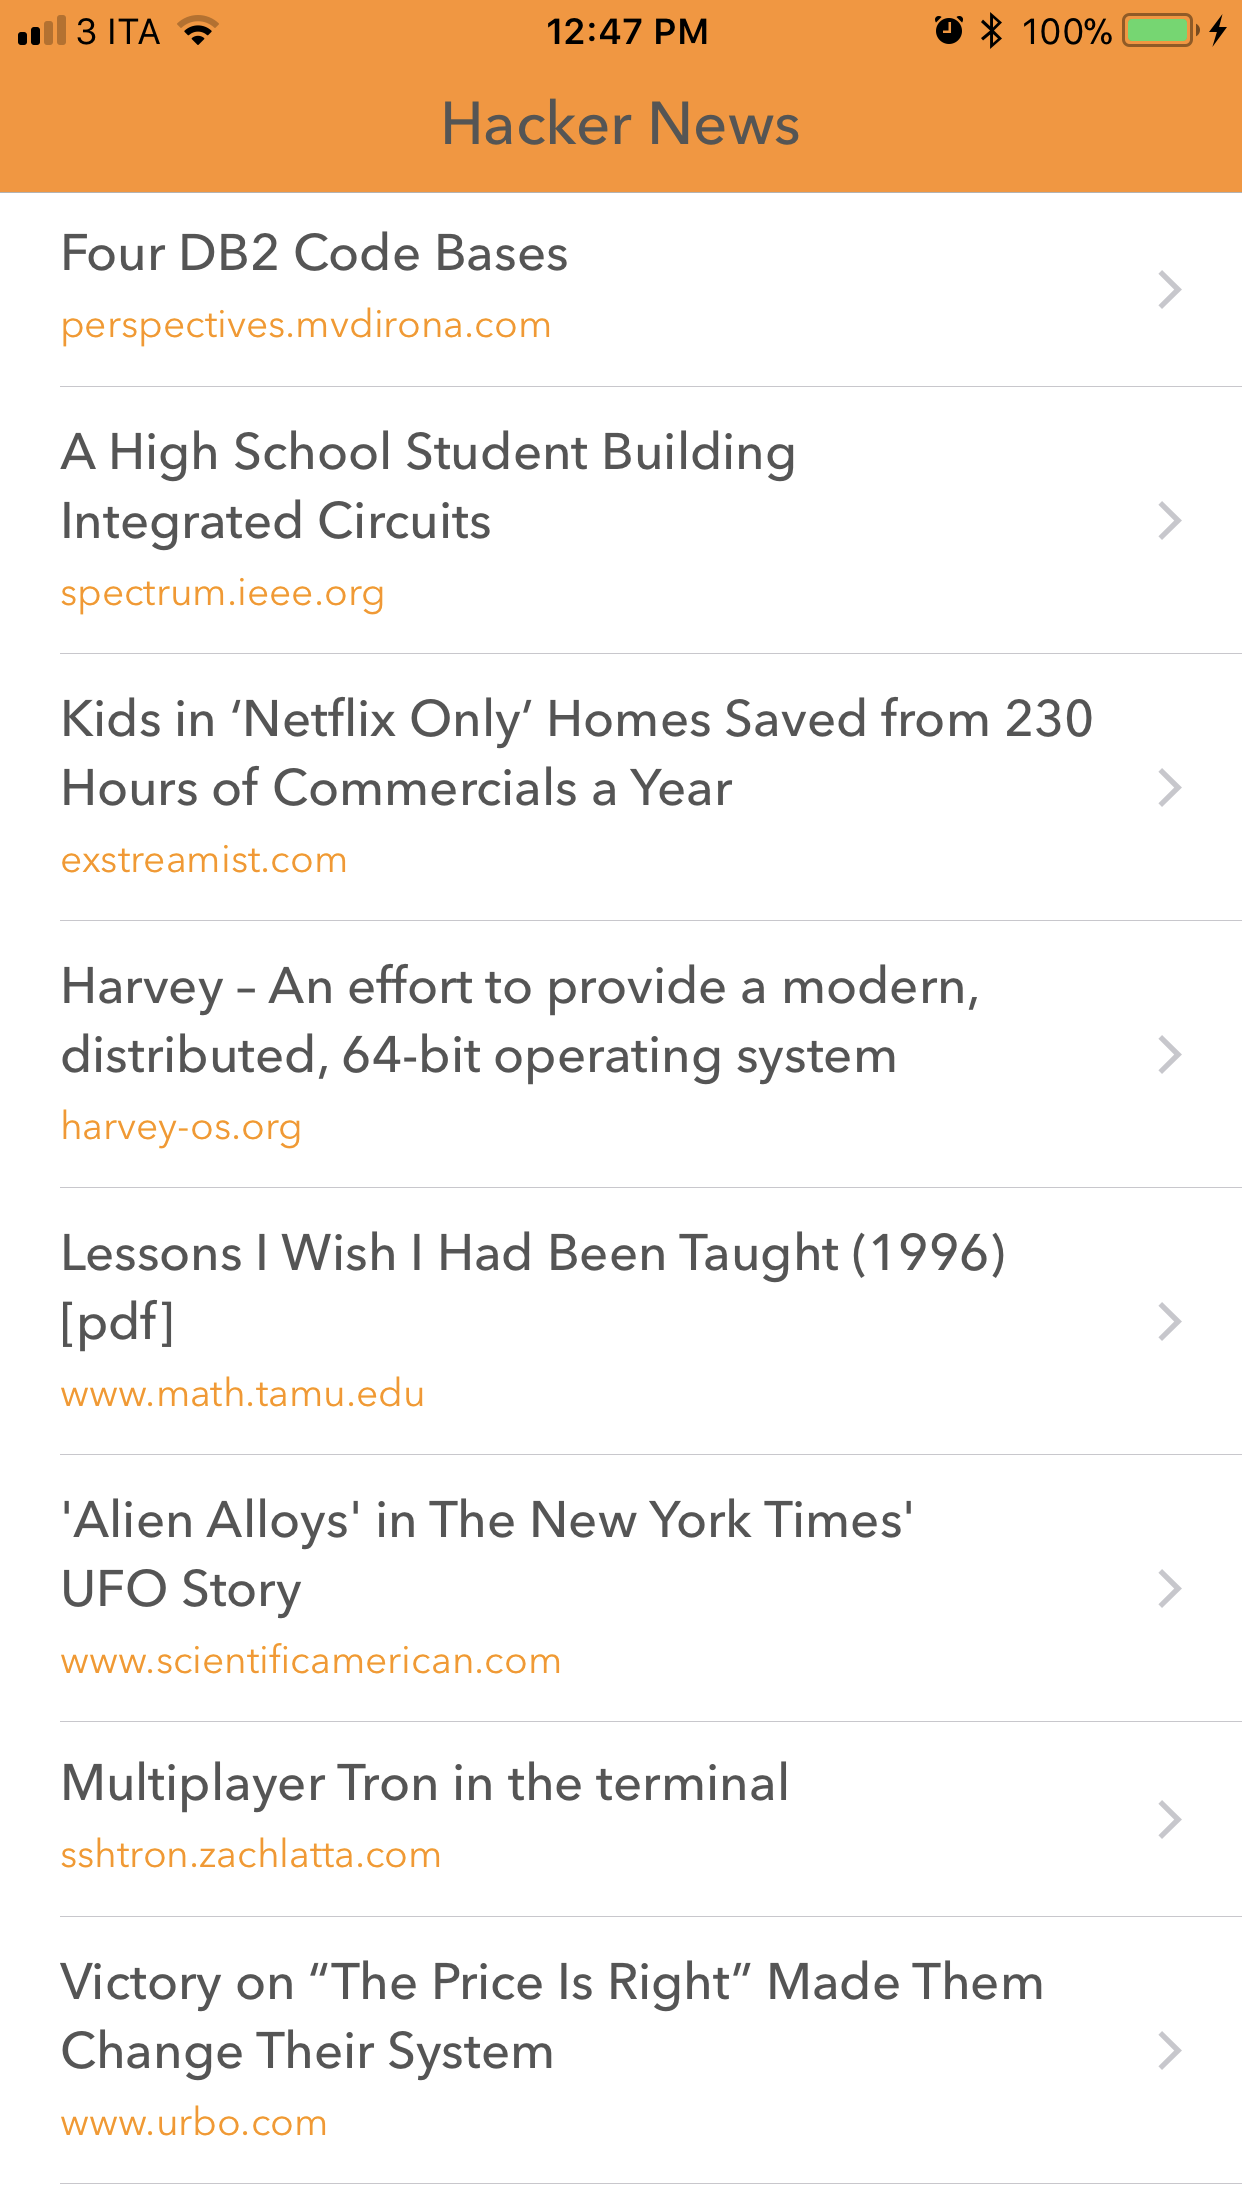 3 ITA 12:47 PM 100%
Hacker News
Four DB2 Code Bases
perspectives.mvdirona.com
A High School Student Building
Integrated Circuits
spectrum.ieee.org
Kids in ‘Netflix Only’ Homes Saved from 230
Hours of Commercials a Year
exstreamist.com
Harvey – An effort to provide a modern,
distributed, 64-bit operating system
harvey-os.org
Lessons I Wish I Had Been Taught (1996)
[pdf]
www.math.tamu.edu
'Alien Alloys' in The New York Times'
UFO Story
www.scientificamerican.com
Multiplayer Tron in the terminal
sshtron.zachlatta.com
Victory on “The Price Is Right” Made Them
Change Their System
www.urbo.com